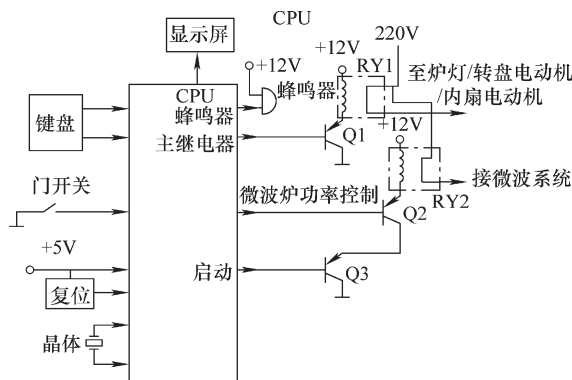 CPU
显示屏
220V
+12V
RY1
+12V
至炉灯/转盘电动机
/内扇电动机
CPU
蜂鸣器
蜂鸣器
键盘
主继电器
Q1
+12V
门开关
微波炉功率控制
接微波系统
RY2
Q2
+5V
复位
启动
Q3
晶体